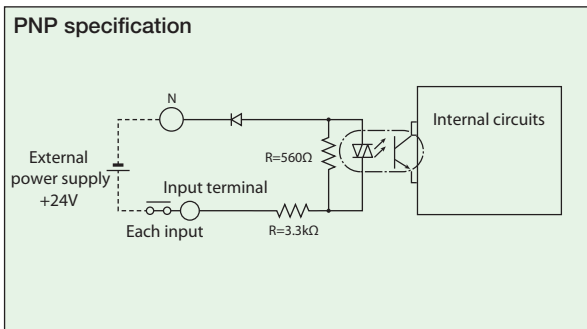 PNP specification
N
Internal circuits
R=560Ω
External
power supply
+24V
Input terminal
Each input
R=3.3kΩ